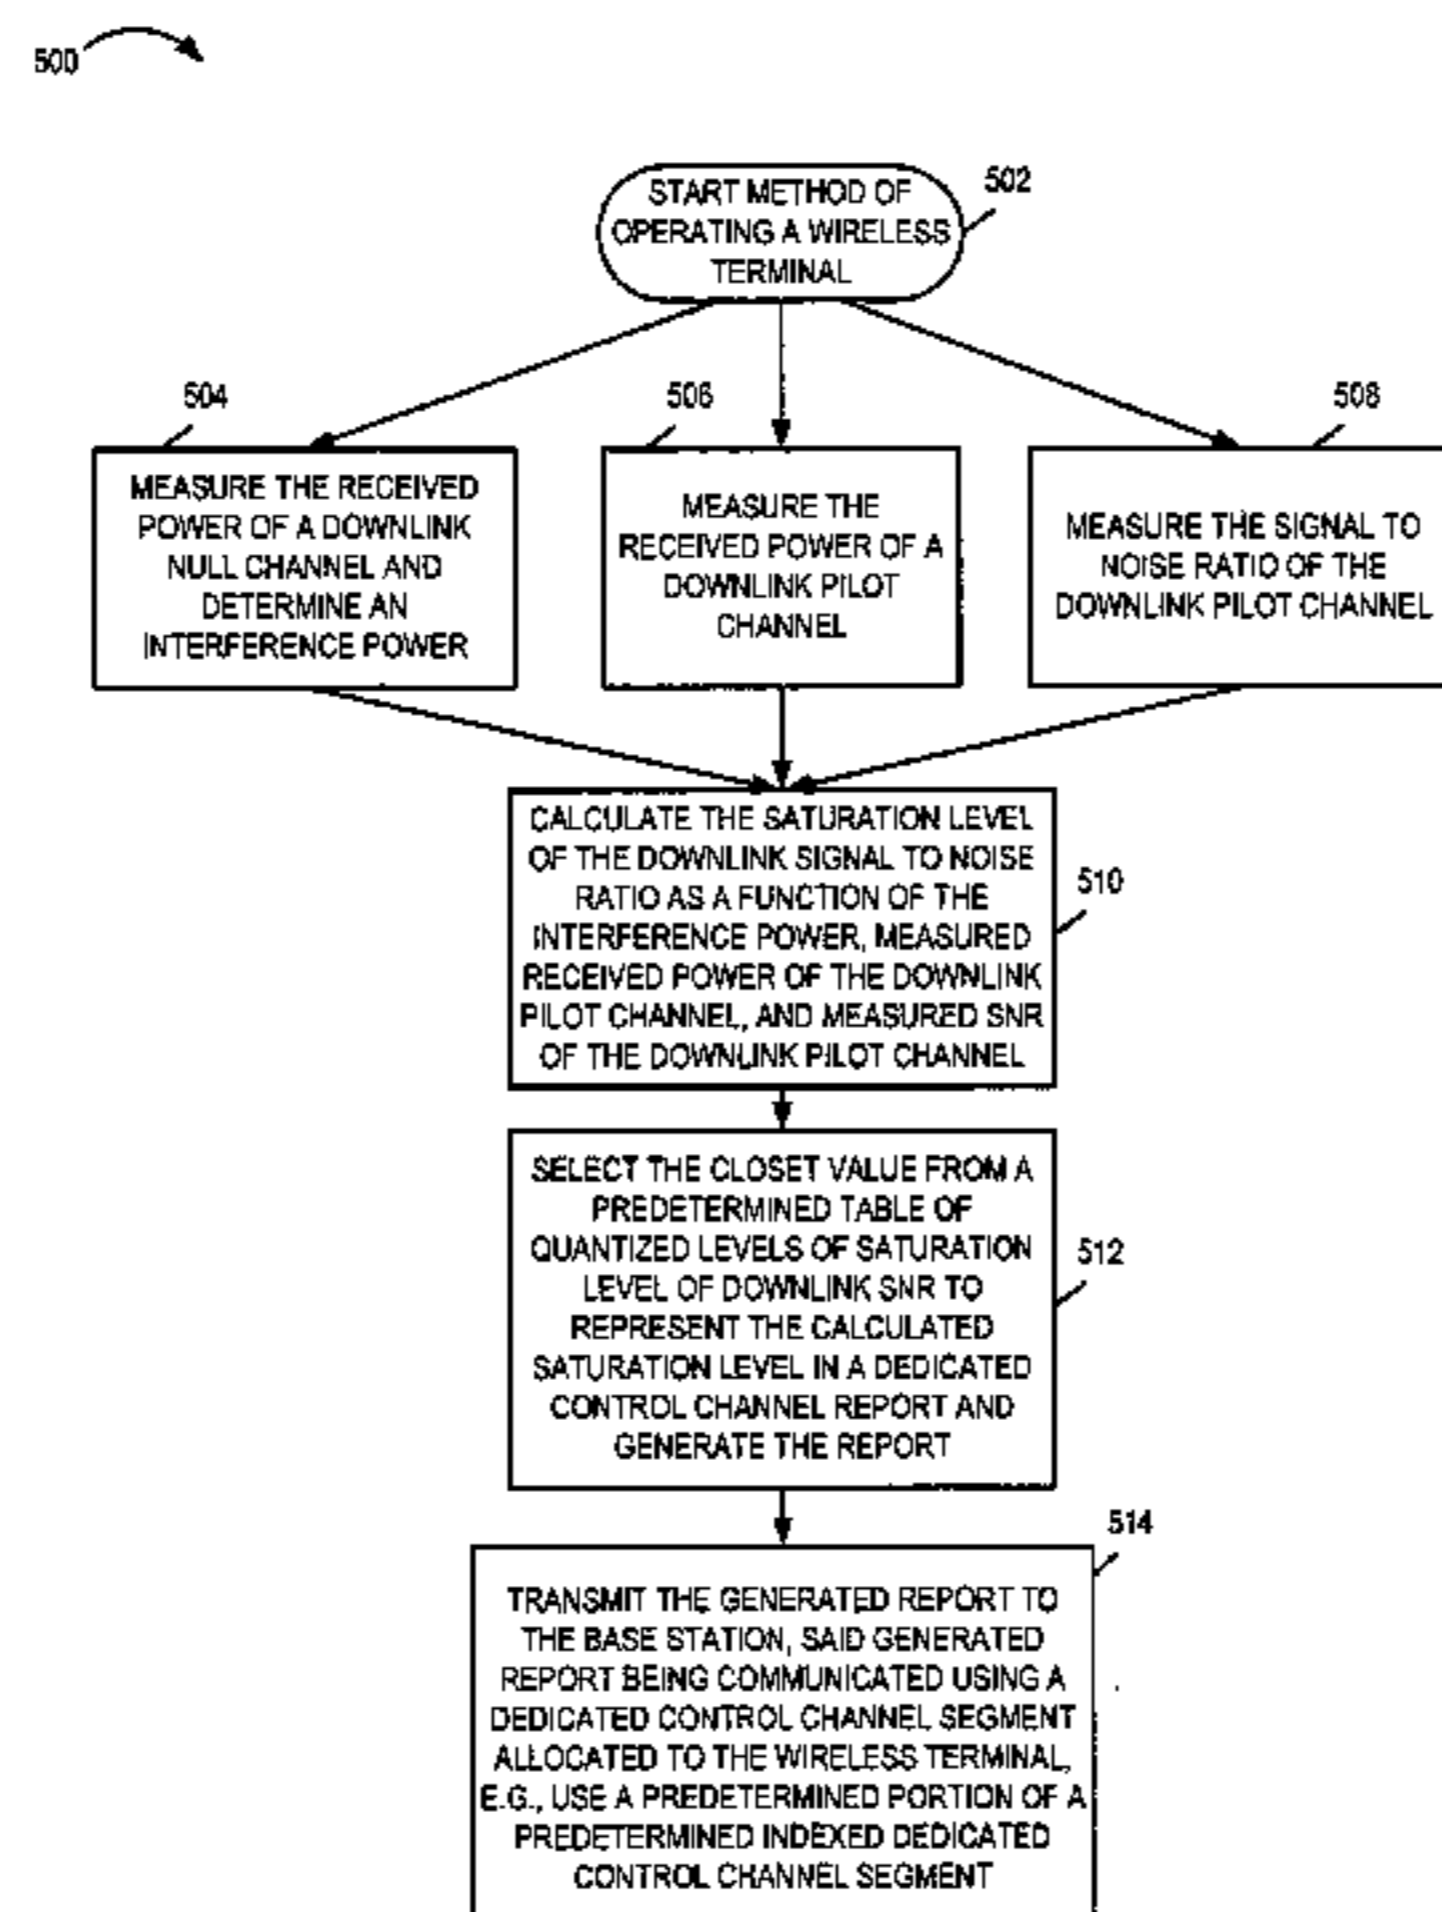 500
START METHOD OF
OPERATING A WIRELESS
TERMINAL
502
504
MEASURE THE RECEIVED
POWER OF A DOWNLINK
NULL CHANNEL AND
DETERMINE AN
INTERFERENCE POWER
506
MEASURE THE
RECEIVED POWER OF A
DOWNLINK PILOT
CHANNEL
508
MEASURE THE SIGNAL TO
NOISE RATIO OF THE
DOWNLINK PILOT CHANNEL
CALCULATE THE SATURATION LEVEL
OF THE DOWNLINK SIGNAL TO NOISE
RATIO AS A FUNCTION OF THE
INTERFERENCE POWER, MEASURED
RECEIVED POWER OF THE DOWNLINK
PILOT CHANNEL, AND MEASURED SNR
OF THE DOWNLINK PILOT CHANNEL
510
SELECT THE CLOSET VALUE FROM A
PREDETERMINED TABLE OF
QUANTIZED LEVELS OF SATURATION
LEVEL OF DOWNLINK SNR TO
REPRESENT THE CALCULATED
SATURATION LEVEL IN A DEDICATED
CONTROL CHANNEL REPORT AND
GENERATE THE REPORT
512
514
TRANSMIT THE GENERATED REPORT TO
THE BASE STATION, SAID GENERATED
REPORT BEING COMMUNICATED USING A
DEDICATED CONTROL CHANNEL SEGMENT
ALLOCATED TO THE WIRELESS TERMINAL,
E.G., USE A PREDETERMINED PORTION OF A
PREDETERMINED INDEXED DEDICATED
CONTROL CHANNEL SEGMENT